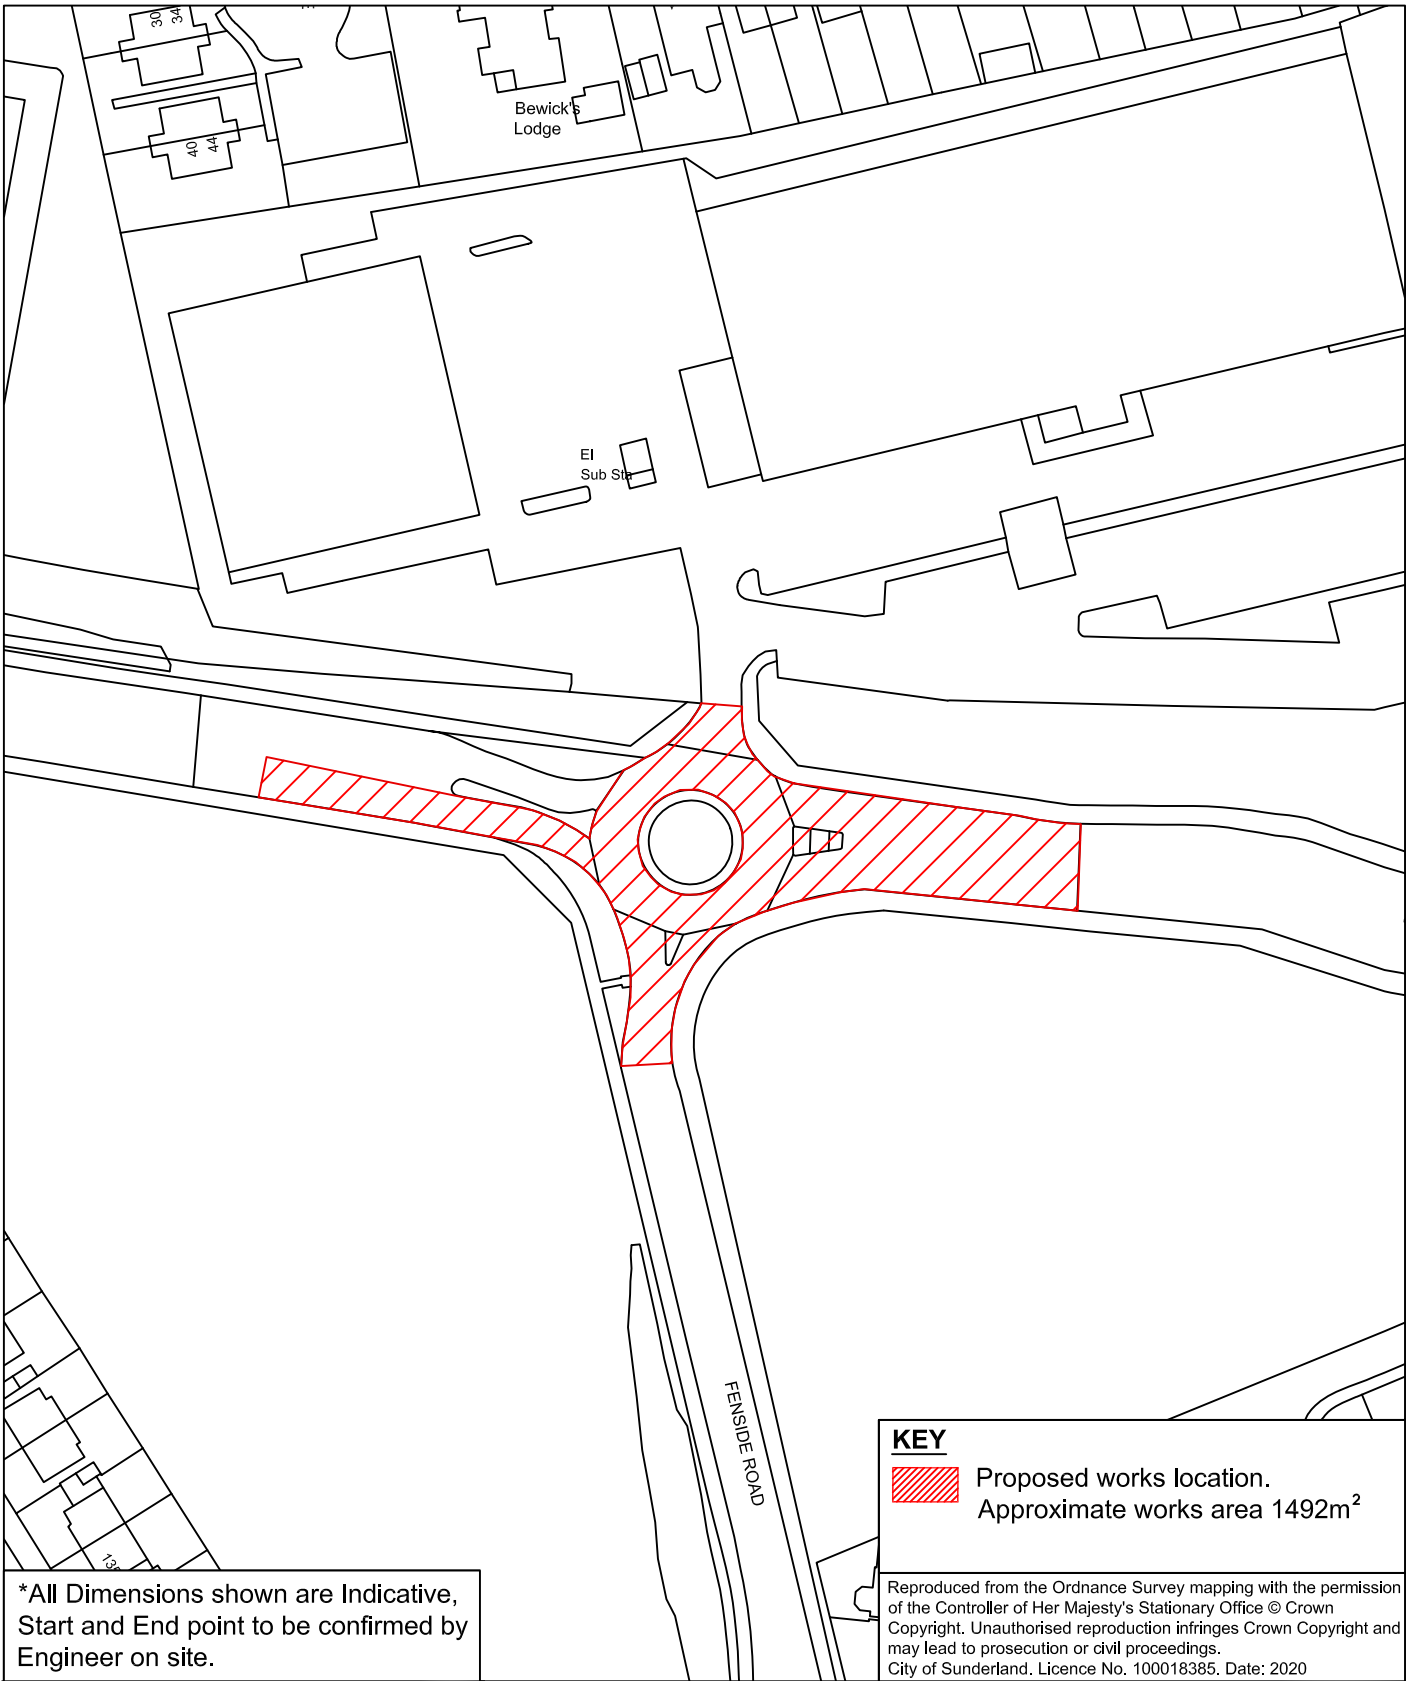 30
34
40
44
Bewick's
Lodge
El
Sub Sta
FENSIDE ROAD
KEY
Proposed works location.
Approximate works area 1492m²
*All Dimensions shown are Indicative,
Start and End point to be confirmed by
Engineer on site.
Reproduced from the Ordnance Survey mapping with the permission
of the Controller of Her Majesty's Stationary Office © Crown
Copyright. Unauthorised reproduction infringes Crown Copyright and
may lead to prosecution or civil proceedings.
City of Sunderland. Licence No. 100018385. Date: 2020